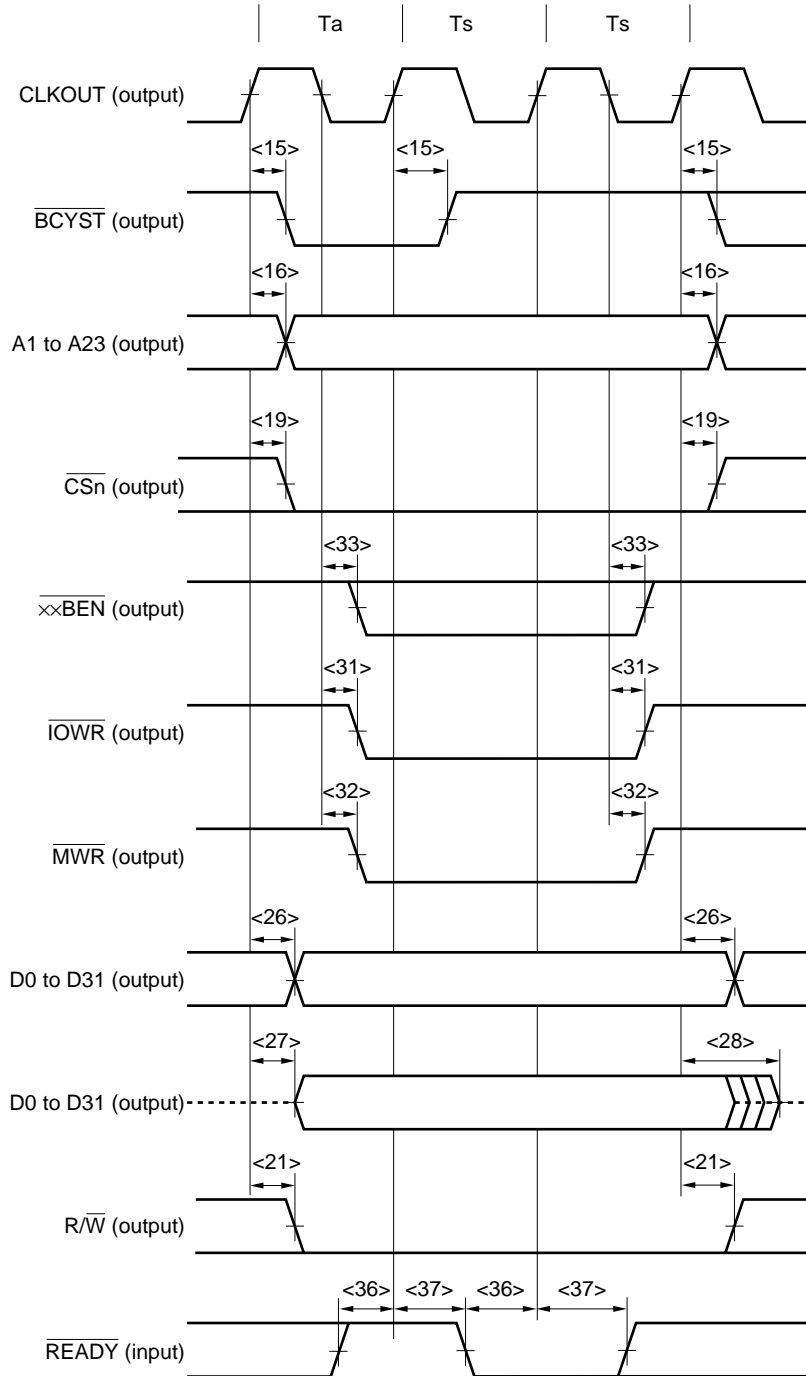 Ta Ts Ts
CLKOUT (output)
<15> <15> <15>
BCYST (output)
<16> <16>
A1 to A23 (output)
<19> <19>
CSn (output)
<33> <33>
××BEN (output)
<31> <31>
IOWR (output)
<32> <32>
MWR (output)
<26> <26>
D0 to D31 (output)
<27> <28>
D0 to D31 (output)
<21> <21>
R/W (output)
<36> <37> <36> <37>
READY (input)